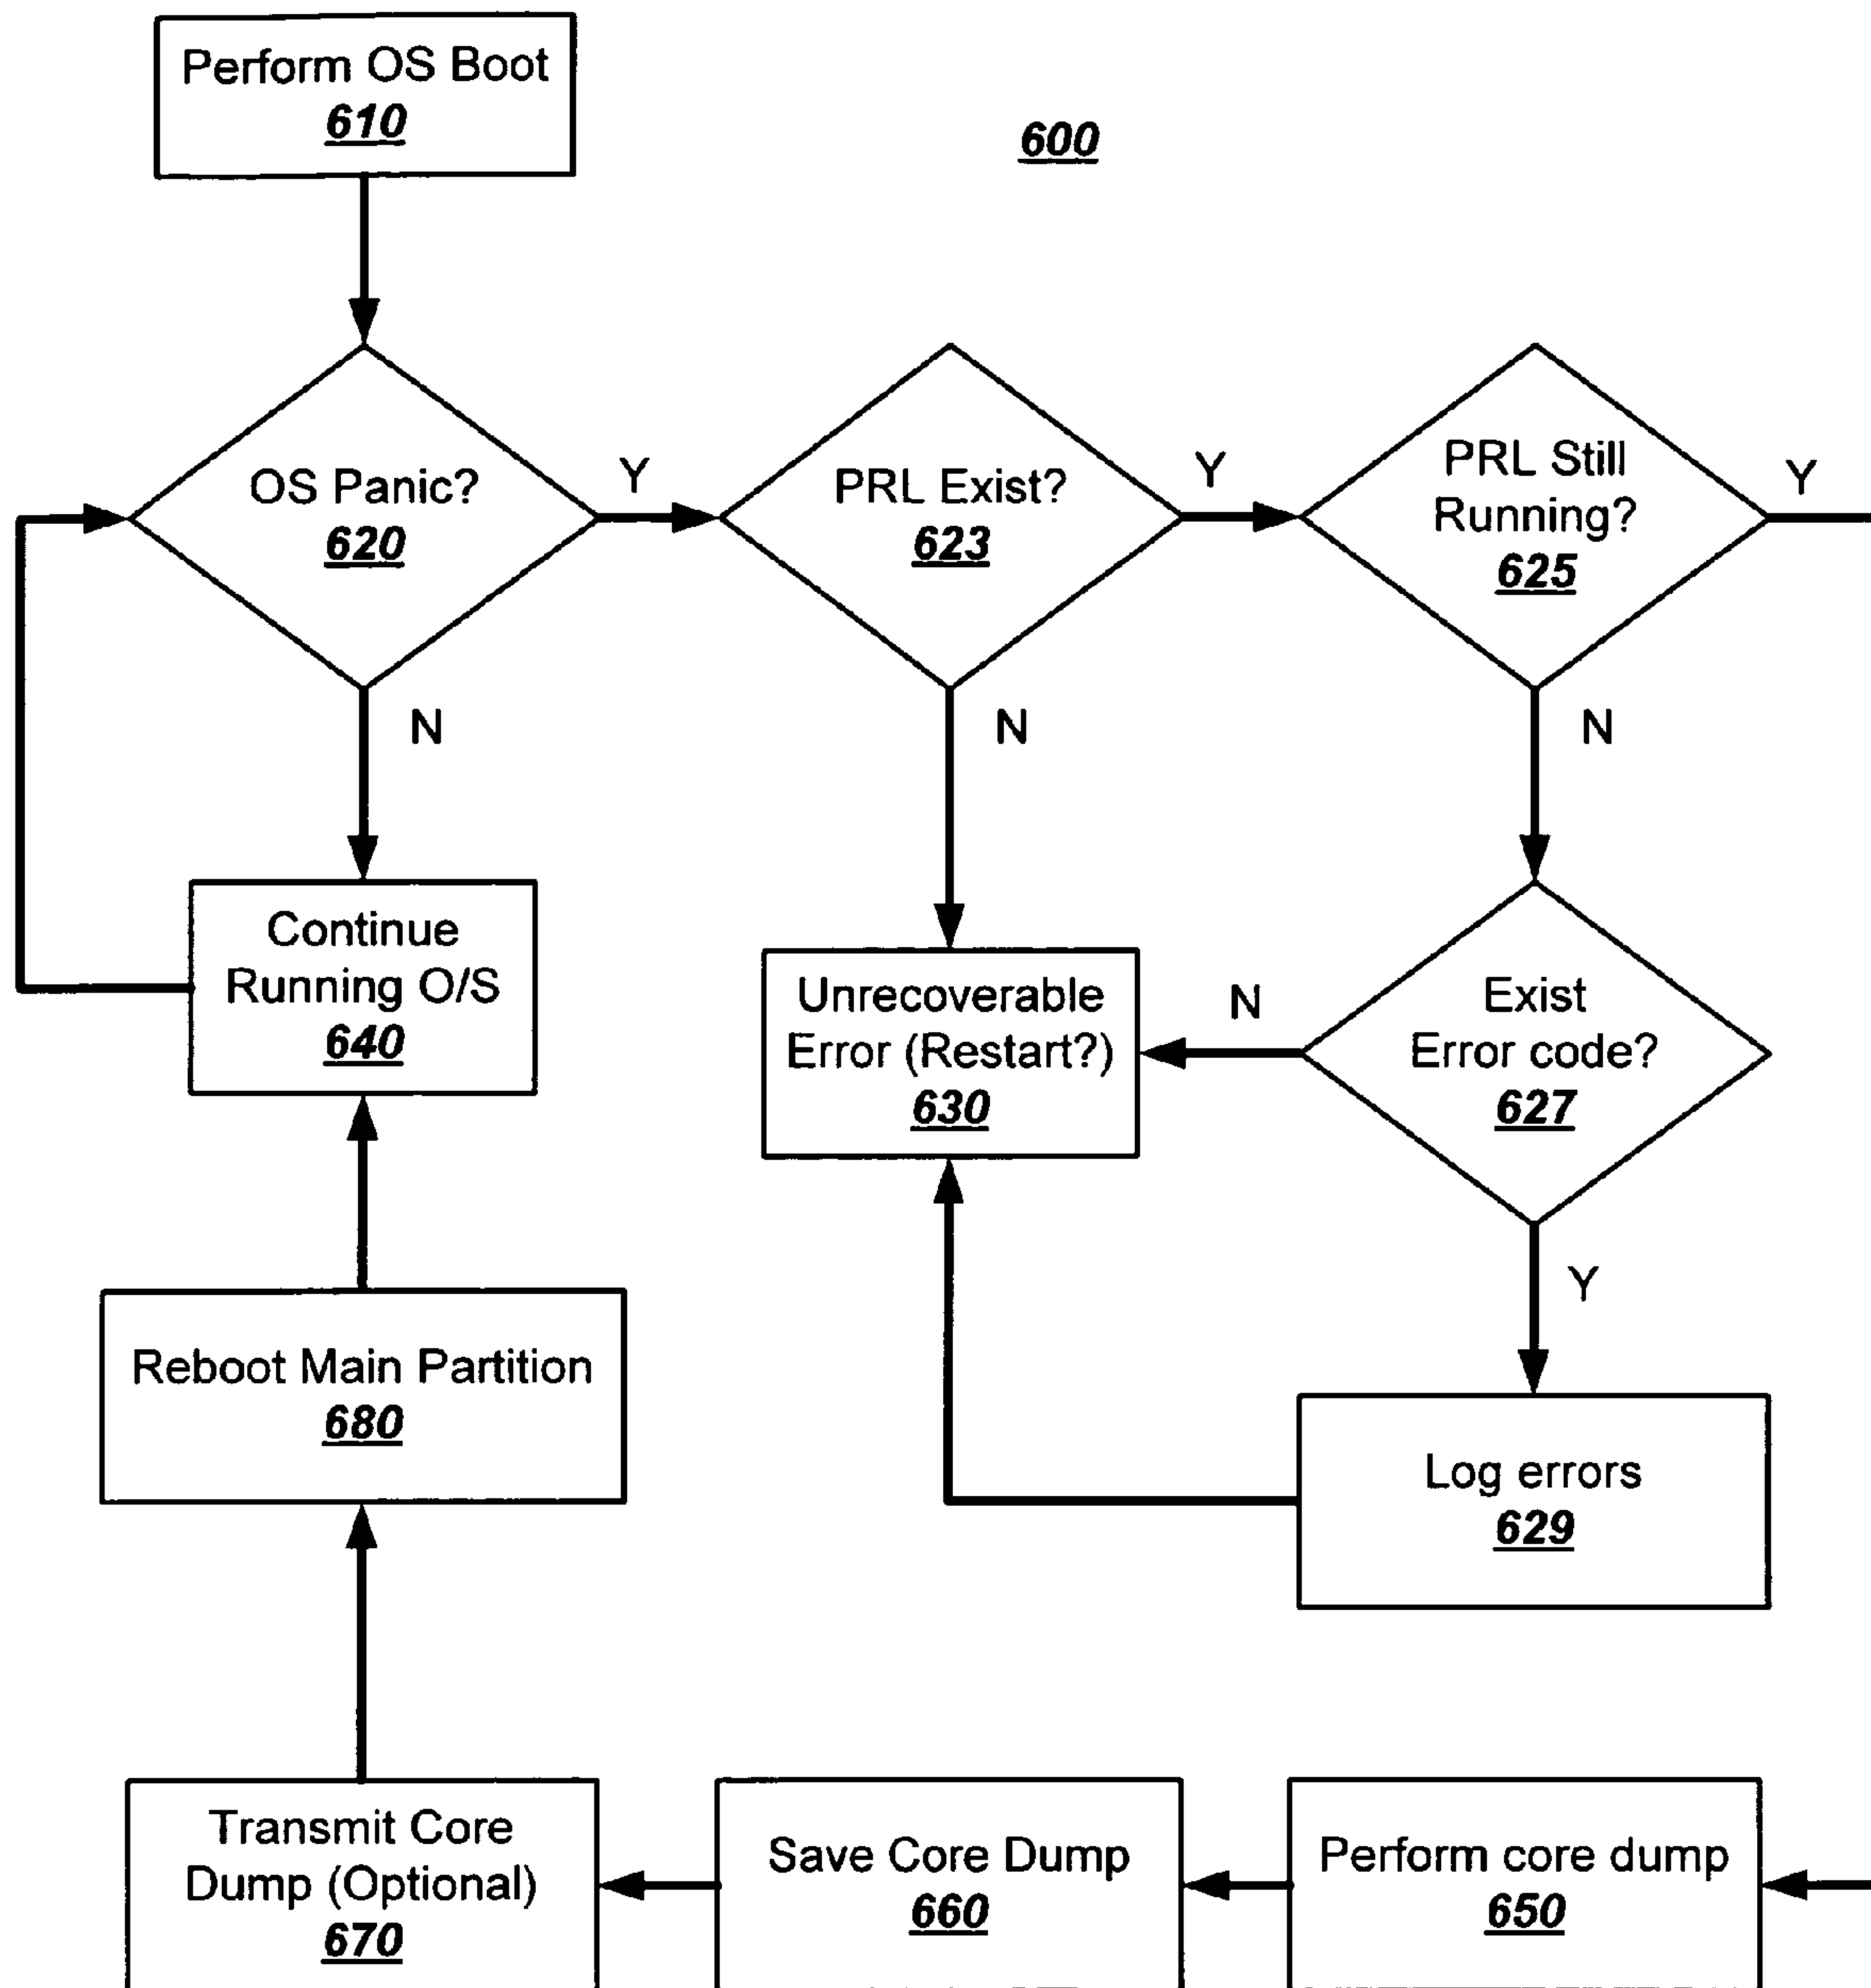 Perform OS Boot
610
600
OS Panic?
620
Y
PRL Exist?
623
Y
PRL Still
Running?
625
Y
N
N
N
Continue
Running O/S
640
Unrecoverable
Error (Restart?)
630
N
Exist
Error code?
627
Y
Reboot Main Partition
680
Log errors
629
Transmit Core
Dump (Optional)
670
Save Core Dump
660
Perform core dump
650